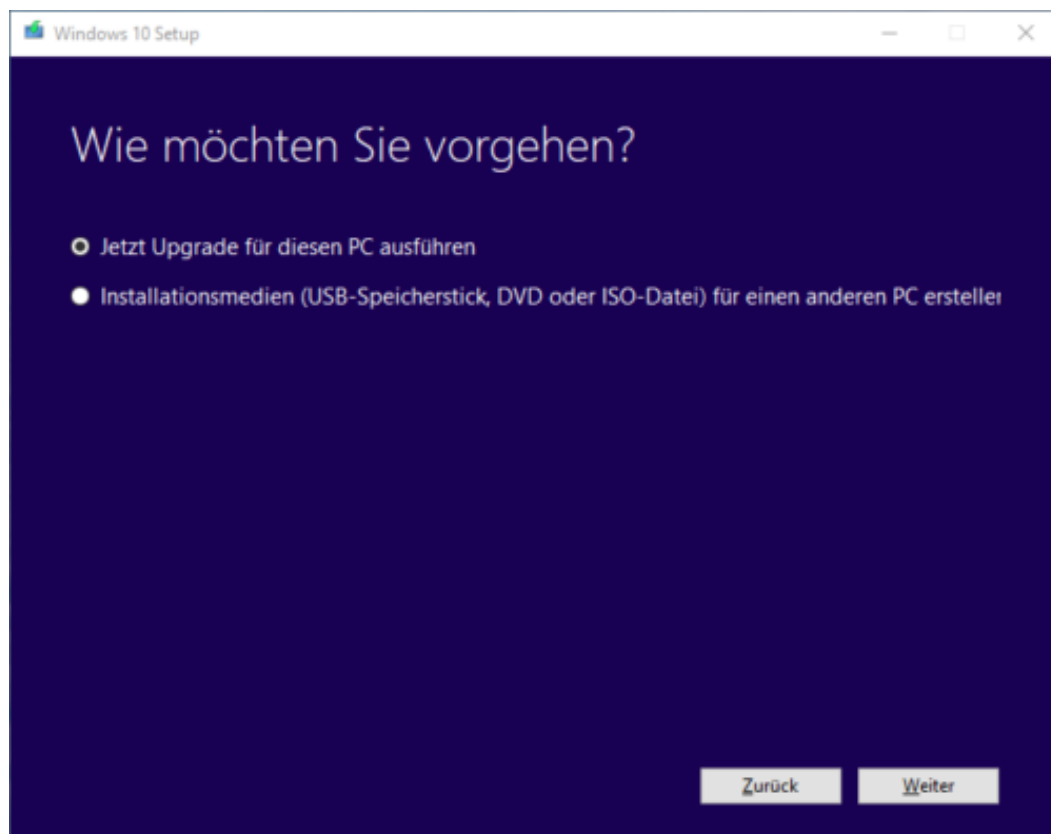 Windows 10 Setup
Wie möchten Sie vorgehen?
Jetzt Upgrade für diesen PC ausführen
Installationsmedien (USB-Speicherstick, DVD oder ISO-Datei) für einen anderen PC erstellen
Zurück
Weiter